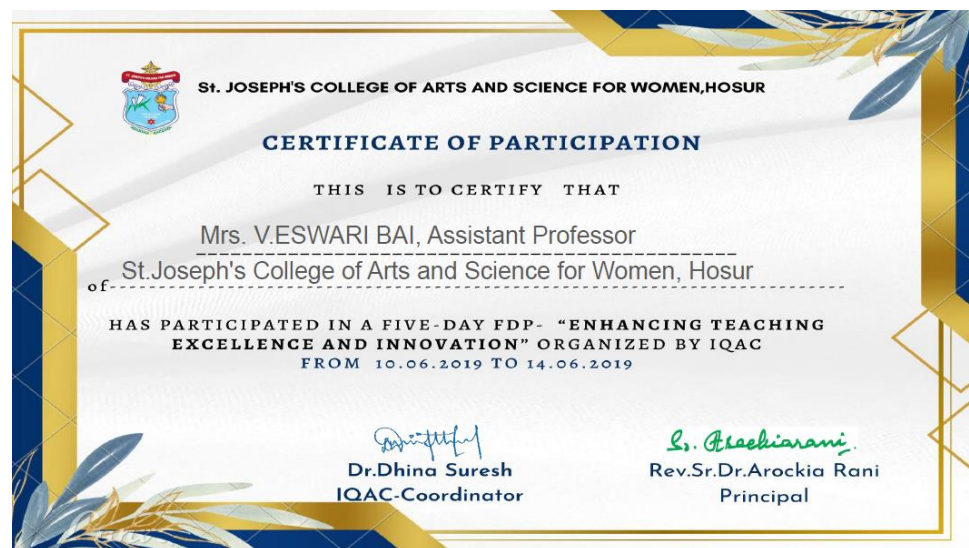 St. JOSEPH'S COLLEGE OF ARTS AND SCIENCE FOR WOMEN,HOSUR
CERTIFICATE OF PARTICIPATION
THIS IS TO CERTIFY THAT
Mrs. V.ESWARI BAI, Assistant Professor
of St.Joseph's College of Arts and Science for Women, Hosur
HAS PARTICIPATED IN A FIVE-DAY FDP- “ENHANCING TEACHING
EXCELLENCE AND INNOVATION” ORGANIZED BY IQAC
FROM 10.06.2019 TO 14.06.2019
Dr.Dhina Suresh
IQAC-Coordinator
Rev.Sr.Dr.Arockia Rani
Principal